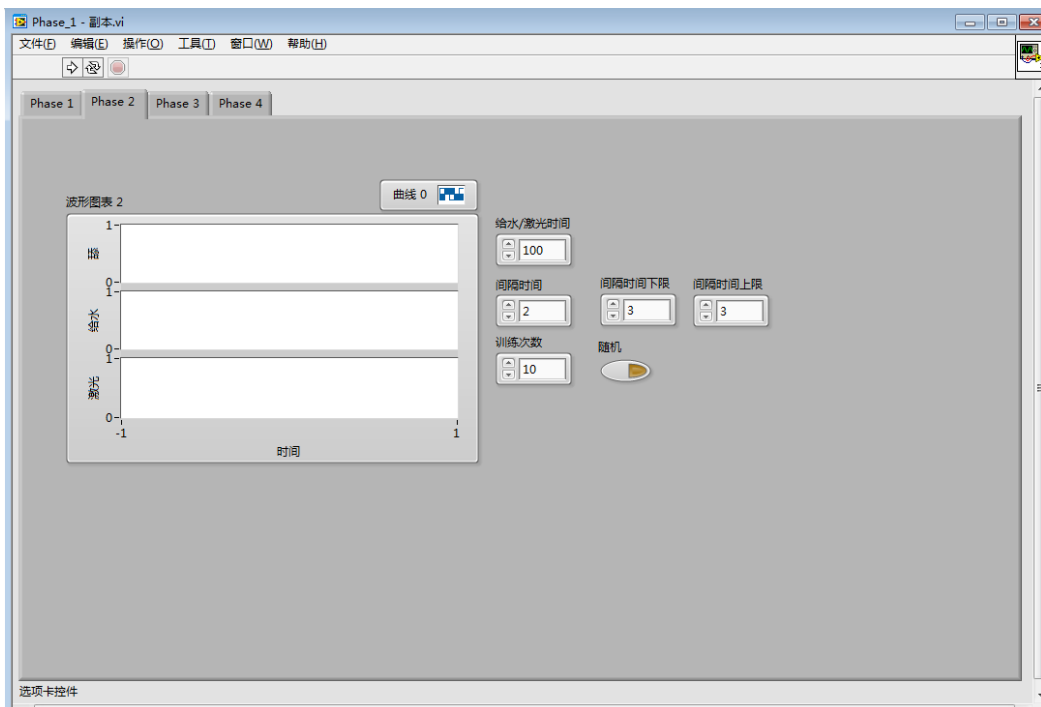 Phase_1 - 副本.vi
文件(F) 编辑(E) 操作(O) 工具(T) 窗口(W) 帮助(H)
Phase 1 Phase 2 Phase 3 Phase 4
波形图表 2
曲线 0
1
0
1
给水
0
1
激光
0
-1
1
时间
给水/激光时间
100
间隔时间
2
间隔时间下限
3
间隔时间上限
3
训练次数
10
随机
选项卡控件